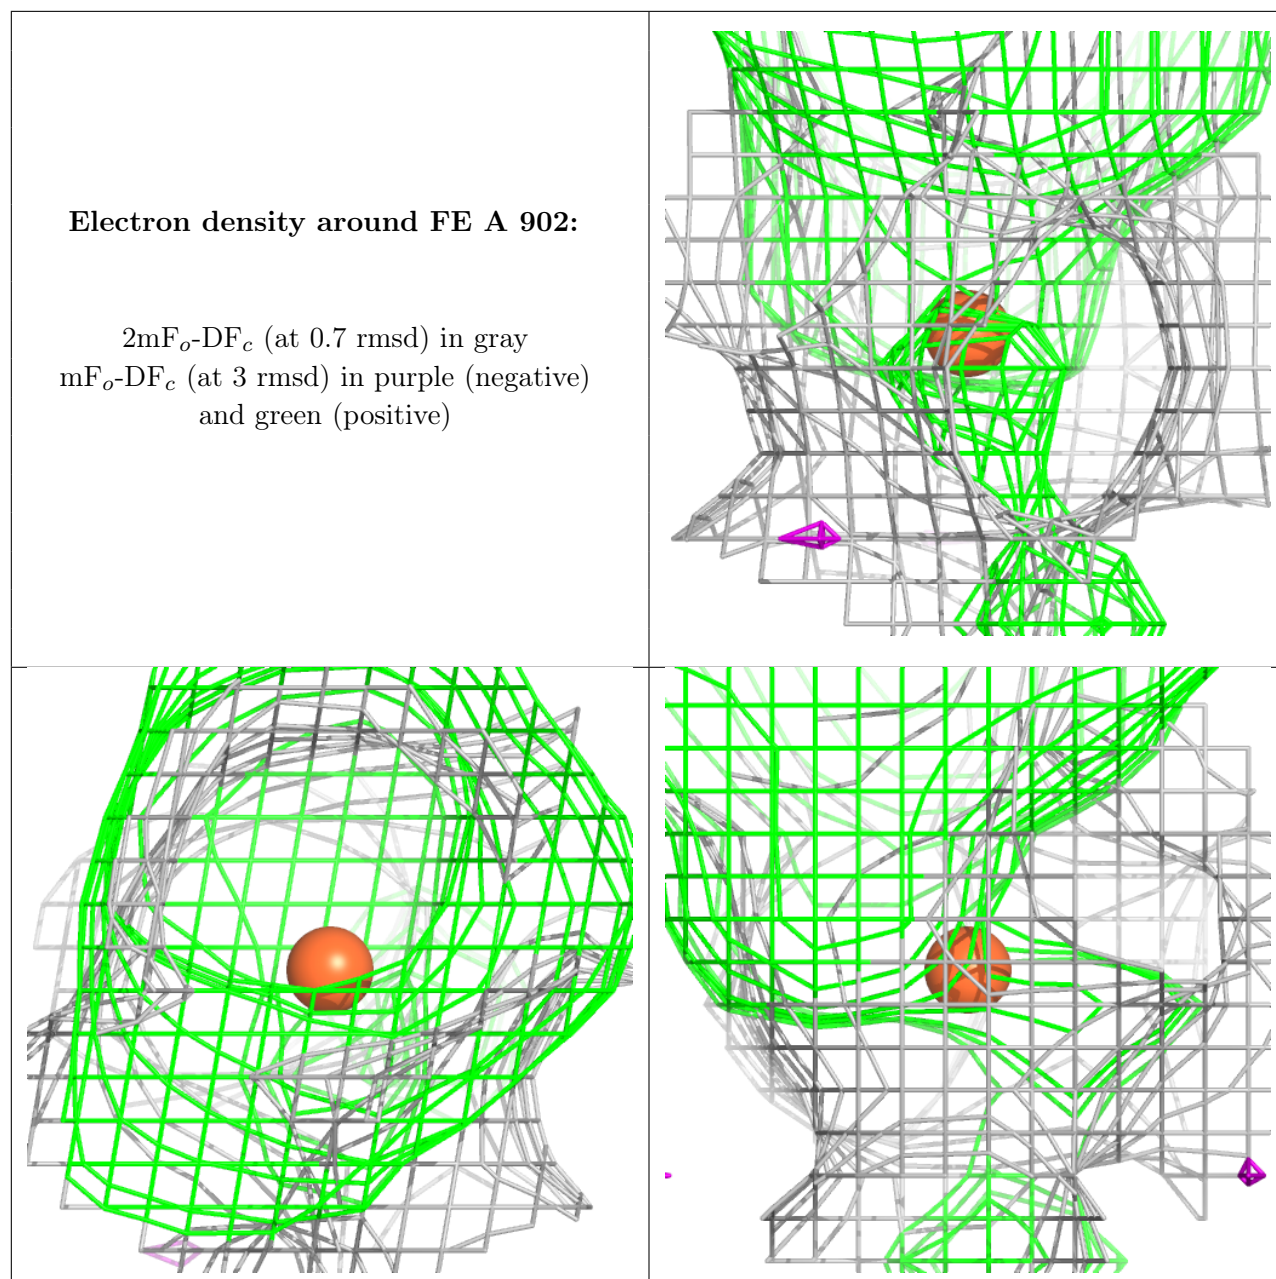 Electron density around FE A 902:
2mFo-DFc (at 0.7 rmsd) in gray
mFo-DFc (at 3 rmsd) in purple (negative)
and green (positive)